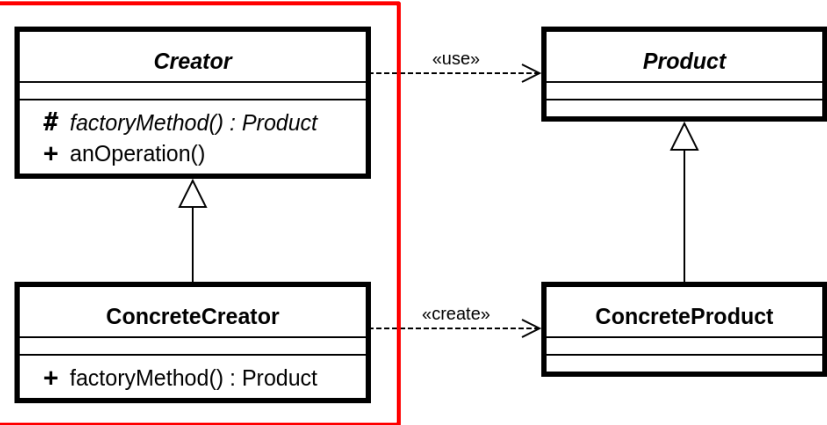 Creator
«use»
Product
# factoryMethod() : Product
+ anOperation()
ConcreteCreator
«create»
ConcreteProduct
+ factoryMethod() : Product